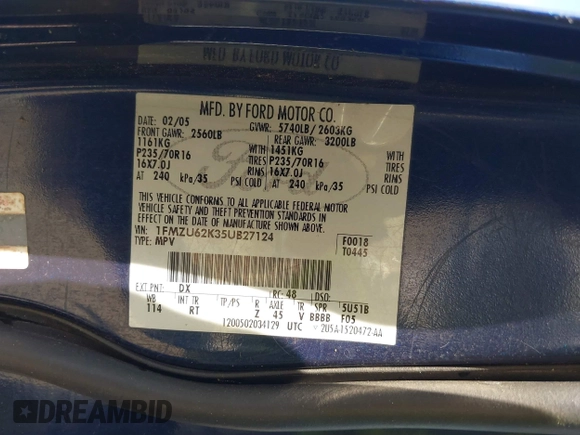 MFD. BY FORD MOTOR CO.
DATE: 02/05 GVWR: 5740LB/ 2603KG
FRONT GAWR: 2560LB REAR GAWR: 3200LB
1161KG 1451KG
P235/70R16 TIRES P235/70R16 TIRES
16X7.0J RIMS 16X7.0J RIMS
AT 240 kPa/35 PSI COLD AT 240 kPa/35 PSI COLD
THIS VEHICLE CONFORMS TO ALL APPLICABLE FEDERAL MOTOR
VEHICLE SAFETY AND THEFT PREVENTION STANDARDS IN
EFFECT ON THE DATE OF MANUFACTURE SHOWN ABOVE.
VIN: 1FMZU62K35UB27124 F0018
TYPE: MPV T0445
EXT PNT: DX RC: 48 DSO:
WB INT TR TP/PS R AXLE TR SPR 5U51B
114 RT Z 45 V BBBB F05
1200502034129 UTC 2U5A1520472 AA
DREAMBID